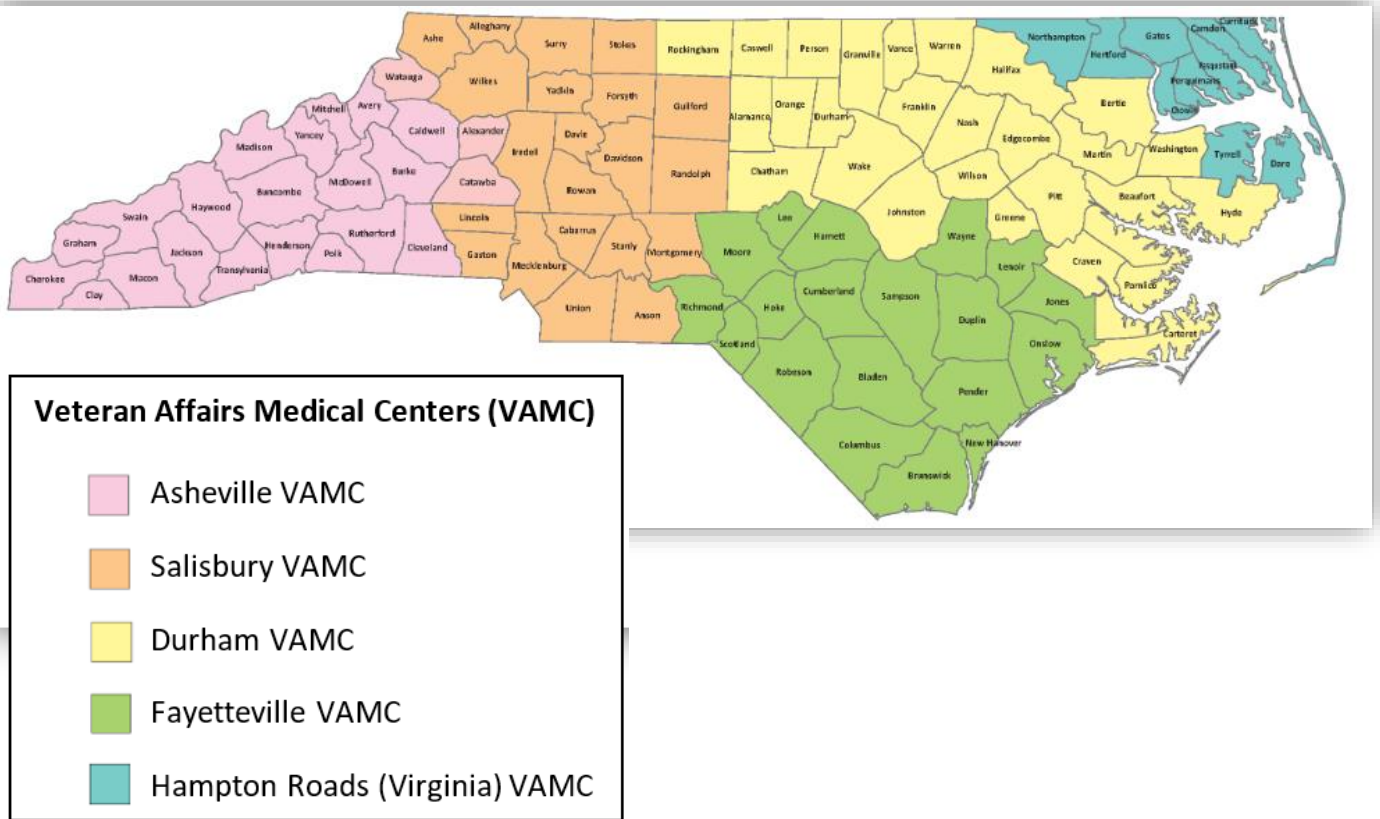 Alleghany
Ashe
Surry
Stokes
Rockingham
Caswell
Person
Granville
Vance
Warren
Halifax
Northampton
Hertford
Gates
Camden
Currituck
Pasquotank
Perquimans
Chowan
Watauga
Wilkes
Yadkin
Forsyth
Guilford
Alamance
Orange
Durham
Franklin
Nash
Edgecombe
Bertie
Martin
Washington
Tyrrell
Dare
Mitchell
Avery
Yancey
Caldwell
Alexander
Iredell
Davie
Davidson
Randolph
Chatham
Wake
Wilson
Madison
Buncombe
McDowell
Burke
Catawba
Rowan
Johnston
Greene
Pitt
Beaufort
Hyde
Swain
Haywood
Graham
Jackson
Henderson
Rutherford
Polk
Cleveland
Lincoln
Gaston
Cabarrus
Stanly
Montgomery
Mecklenburg
Moore
Lee
Harnett
Wayne
Lenoir
Craven
Pamlico
Cherokee
Clay
Macon
Transylvania
Union
Anson
Richmond
Hoke
Scotland
Cumberland
Sampson
Duplin
Jones
Onslow
Carteret
Robeson
Bladen
Pender
Columbus
Brunswick
New Hanover
Veteran Affairs Medical Centers (VAMC)
Asheville VAMC
Salisbury VAMC
Durham VAMC
Fayetteville VAMC
Hampton Roads (Virginia) VAMC